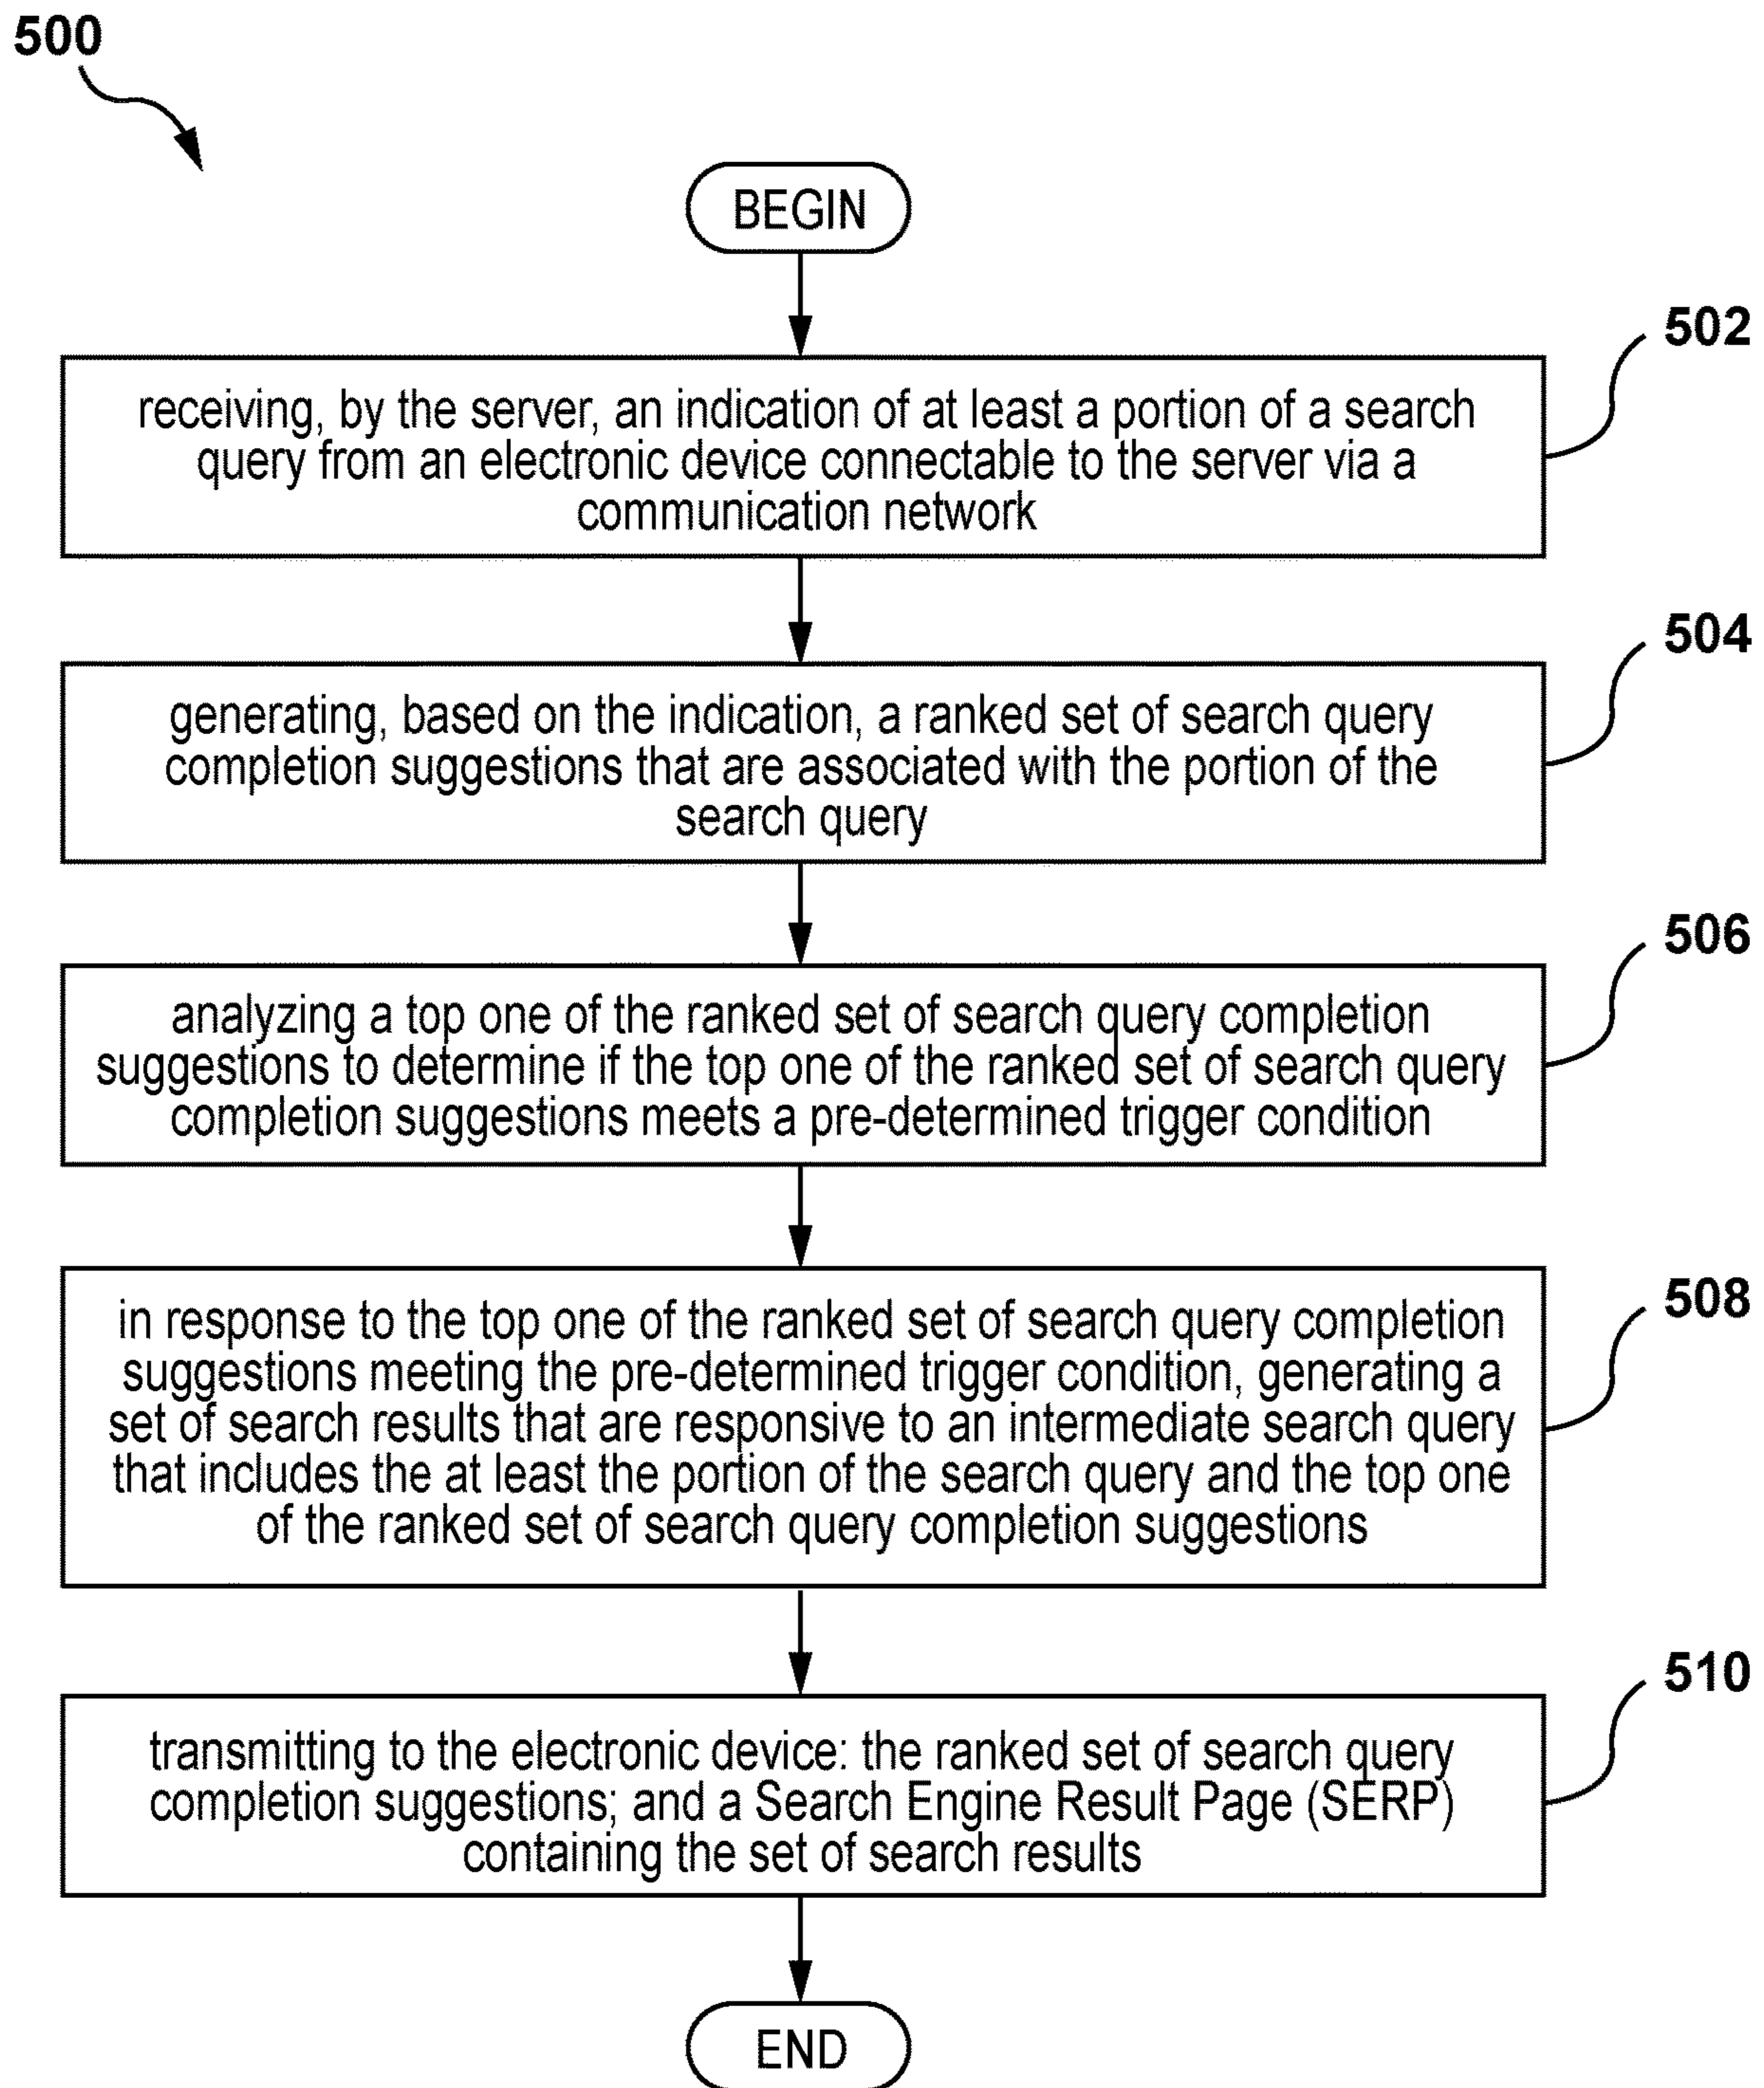 500
BEGIN
502
receiving, by the server, an indication of at least a portion of a search
query from an electronic device connectable to the server via a
communication network
504
generating, based on the indication, a ranked set of search query
completion suggestions that are associated with the portion of the
search query
506
analyzing a top one of the ranked set of search query completion
suggestions to determine if the top one of the ranked set of search query
completion suggestions meets a pre-determined trigger condition
508
in response to the top one of the ranked set of search query completion
suggestions meeting the pre-determined trigger condition, generating a
set of search results that are responsive to an intermediate search query
that includes the at least the portion of the search query and the top one
of the ranked set of search query completion suggestions
510
transmitting to the electronic device: the ranked set of search query
completion suggestions; and a Search Engine Result Page (SERP)
containing the set of search results
END